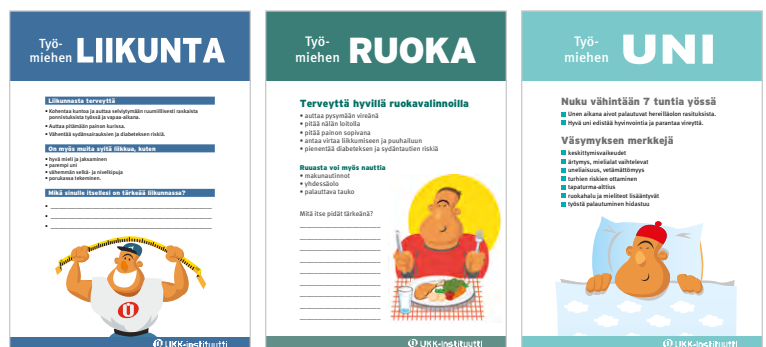 Työ-
miehen LIIKUNTA
Liikunnasta terveyttä
• Kohentaa kuntoa ja auttaa selviytymään ruumiillisesti raskaista
ponnistuksista työssä ja vapaa-aikana.
• Auttaa pitämään painon kurissa.
• Vähentää sydänsairauksien ja diabeteksen riskiä.
On myös muita syitä liikkua, kuten
• hyvä mieli ja jaksaminen
• parempi uni
• vähemmän selkä- ja nivelkipuja
• porukassa tekeminen.
Mikä sinulle itsellesi on tärkeää liikunnassa?
•
•
•
Ü
UKK-instituutti
Työ-
miehen RUOKA
Terveyttä hyvillä ruokavalinnoilla
• auttaa pysymään vireänä
• pitää nälän loitolla
• pitää painon sopivana
• antaa virtaa liikkumiseen ja puuhailuun
• pienentää diabeteksen ja sydäntautien riskiä
Ruuasta voi myös nauttia
• makunautinnot
• yhdessäolo
• palauttava tauko
Mitä itse pidät tärkeänä?
UKK-instituutti
Työ-
miehen UNI
Nuku vähintään 7 tuntia yössä
Unen aikana aivot palautuvat hereilläolon rasituksista.
Hyvä uni edistää hyvinvointia ja parantaa vireyttä.
Väsymyksen merkkejä
keskittymisvaikeudet
ärtymys, mielialat vaihtelevat
uneliaisuus, vetämättömyys
turhien riskien ottaminen
tapaturma-alttius
ruokahalu ja mieliteot lisääntyvät
työstä palautuminen hidastuu
UKK-instituutti